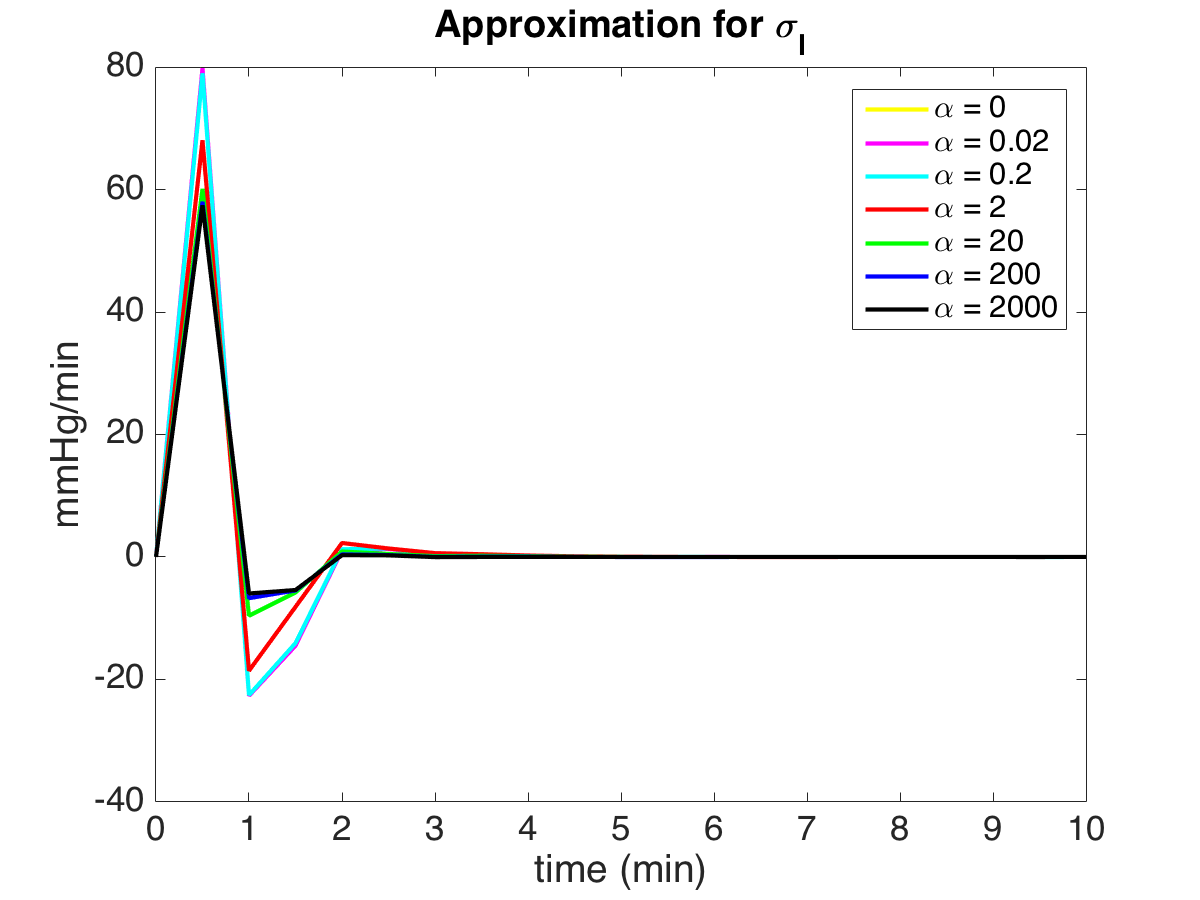 Approximation for σ_I
80
60
40
20
0
-20
-40
mmHg/min
α = 0
α = 0.02
α = 0.2
α = 2
α = 20
α = 200
α = 2000
0 1 2 3 4 5 6 7 8 9 10
time (min)